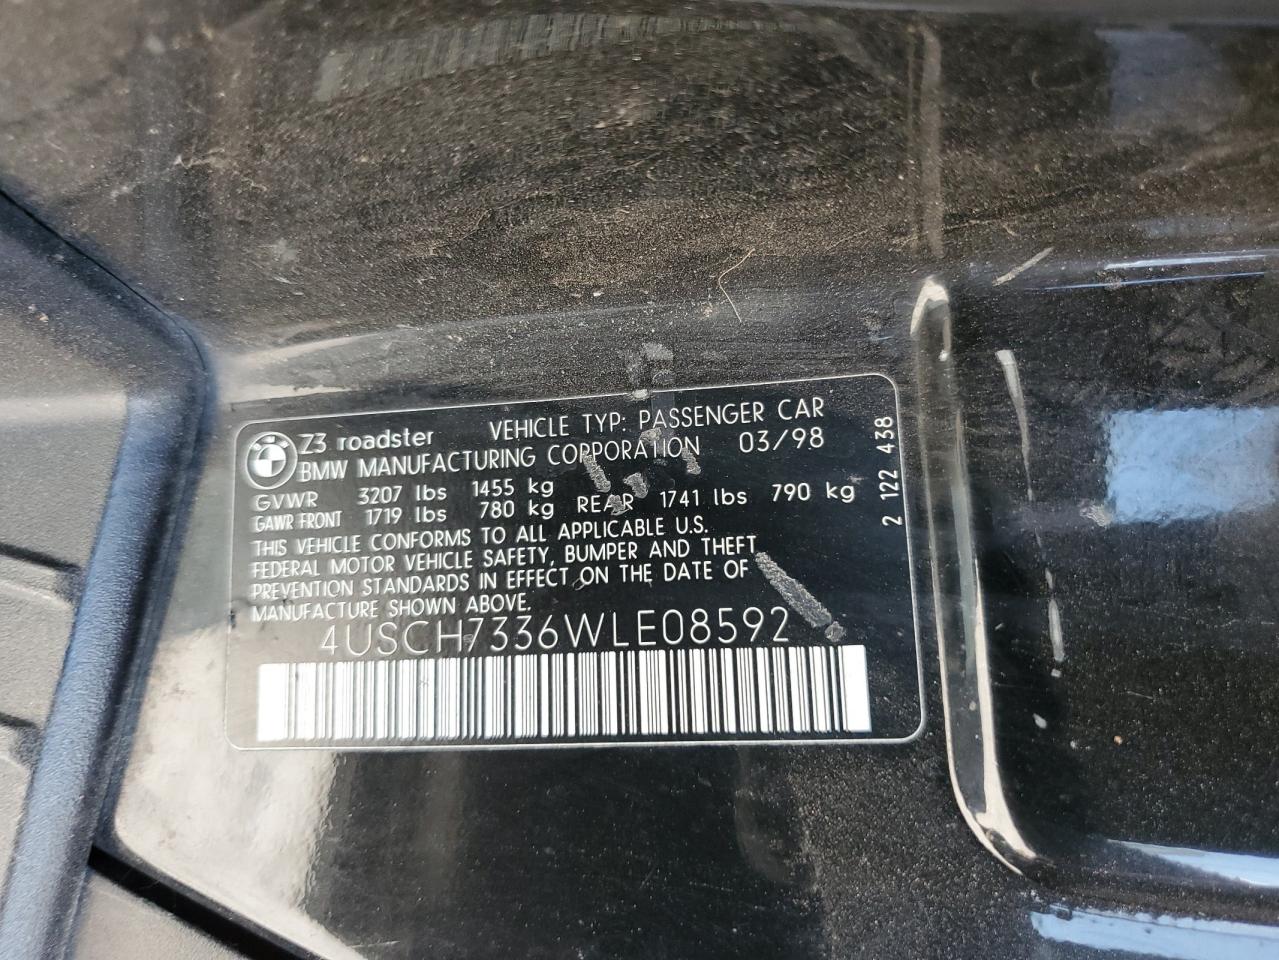 Z3 roadster VEHICLE TYP: PASSENGER CAR
BMW MANUFACTURING CORPORATION 03/98
GVWR 3207 lbs 1455 kg
GAWR FRONT 1719 lbs 780 kg REAR 1741 lbs 790 kg
THIS VEHICLE CONFORMS TO ALL APPLICABLE U.S.
FEDERAL MOTOR VEHICLE SAFETY, BUMPER AND THEFT
PREVENTION STANDARDS IN EFFECT ON THE DATE OF
MANUFACTURE SHOWN ABOVE.
4USCH7336WLE08592
2 122 438